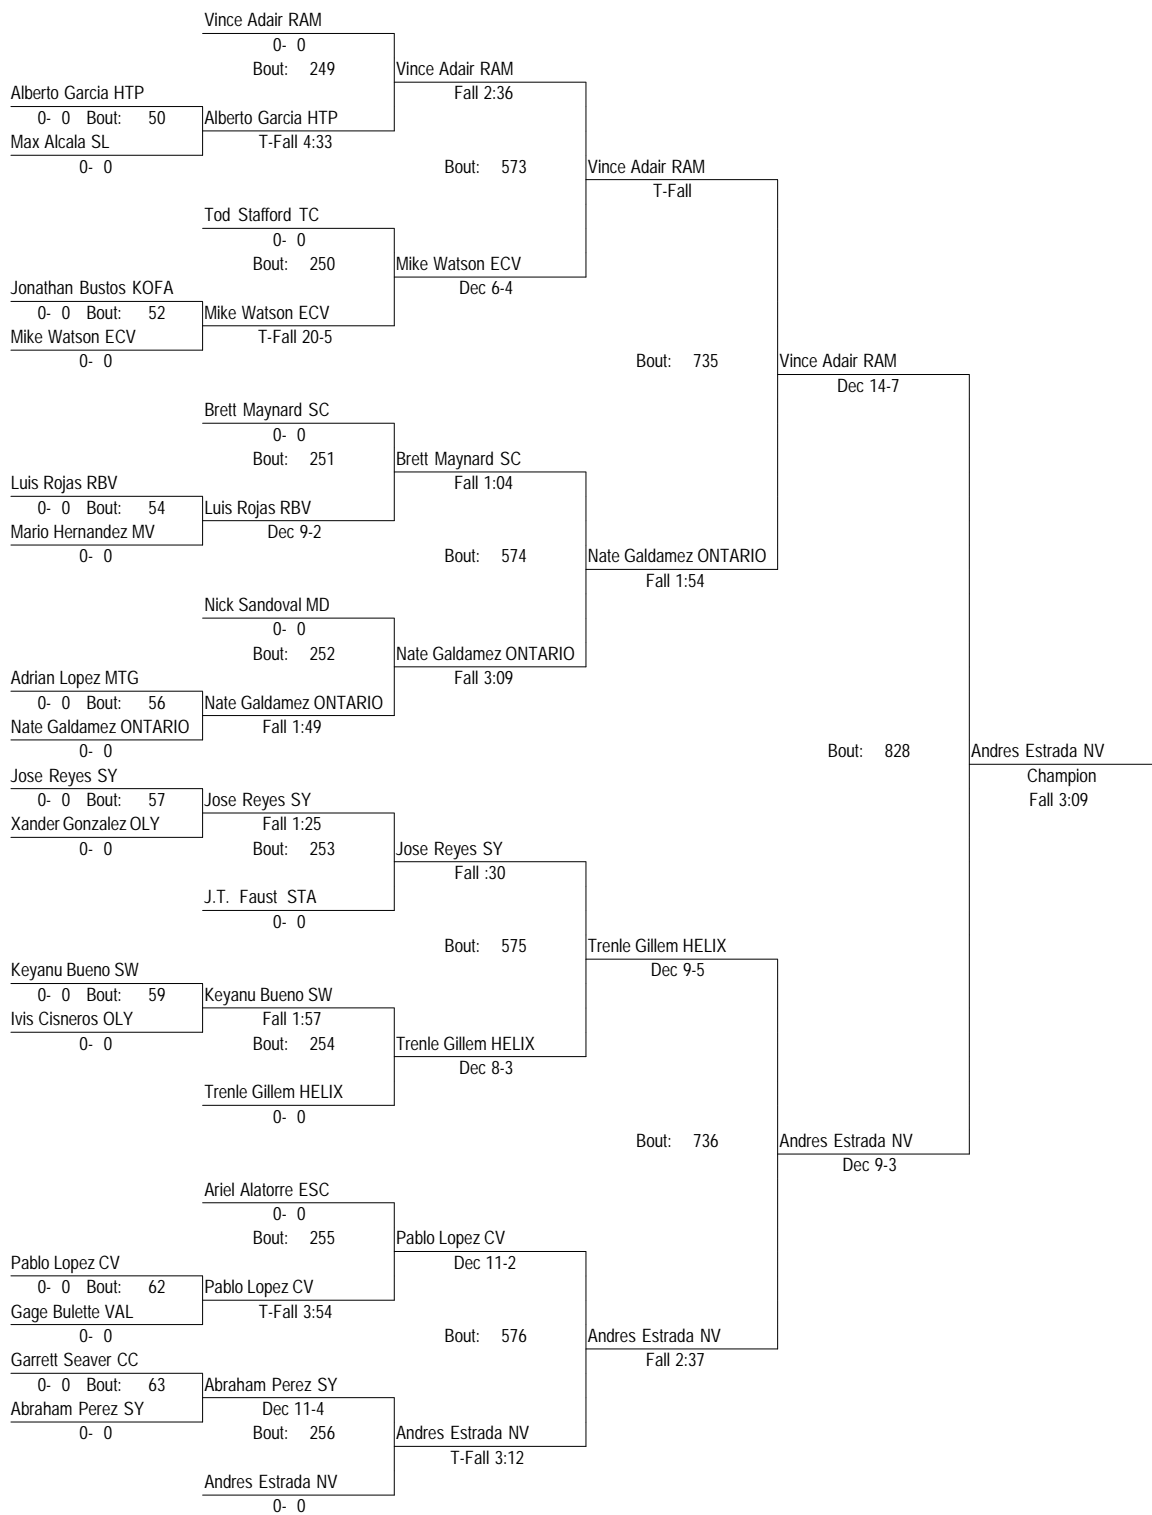 Vince Adair RAM
0- 0
Bout: 249
Vince Adair RAM
Fall 2:36
Alberto Garcia HTP
0- 0 Bout: 50
Alberto Garcia HTP
T-Fall 4:33
Max Alcala SL
0- 0
Bout: 573
Vince Adair RAM
T-Fall
Tod Stafford TC
0- 0
Bout: 250
Mike Watson ECV
Dec 6-4
Jonathan Bustos KOFA
0- 0 Bout: 52
Mike Watson ECV
T-Fall 20-5
Mike Watson ECV
0- 0
Bout: 735
Vince Adair RAM
Dec 14-7
Brett Maynard SC
0- 0
Bout: 251
Brett Maynard SC
Fall 1:04
Luis Rojas RBV
0- 0 Bout: 54
Luis Rojas RBV
Dec 9-2
Mario Hernandez MV
0- 0
Bout: 574
Nate Galdamez ONTARIO
Fall 1:54
Nick Sandoval MD
0- 0
Bout: 252
Nate Galdamez ONTARIO
Fall 3:09
Adrian Lopez MTG
0- 0 Bout: 56
Nate Galdamez ONTARIO
Fall 1:49
Nate Galdamez ONTARIO
0- 0
Bout: 828
Andres Estrada NV
Champion
Fall 3:09
Jose Reyes SY
0- 0 Bout: 57
Jose Reyes SY
Fall 1:25
Xander Gonzalez OLY
0- 0
Bout: 253
Jose Reyes SY
Fall :30
J.T. Faust STA
0- 0
Bout: 575
Trenle Gillem HELIX
Dec 9-5
Keyanu Bueno SW
0- 0 Bout: 59
Keyanu Bueno SW
Fall 1:57
Ivis Cisneros OLY
0- 0
Bout: 254
Trenle Gillem HELIX
Dec 8-3
Trenle Gillem HELIX
0- 0
Bout: 736
Andres Estrada NV
Dec 9-3
Ariel Alatorre ESC
0- 0
Bout: 255
Pablo Lopez CV
Dec 11-2
Pablo Lopez CV
0- 0 Bout: 62
Pablo Lopez CV
T-Fall 3:54
Gage Bulette VAL
0- 0
Bout: 576
Andres Estrada NV
Fall 2:37
Garrett Seaver CC
0- 0 Bout: 63
Abraham Perez SY
Dec 11-4
Abraham Perez SY
0- 0
Bout: 256
Andres Estrada NV
T-Fall 3:12
Andres Estrada NV
0- 0